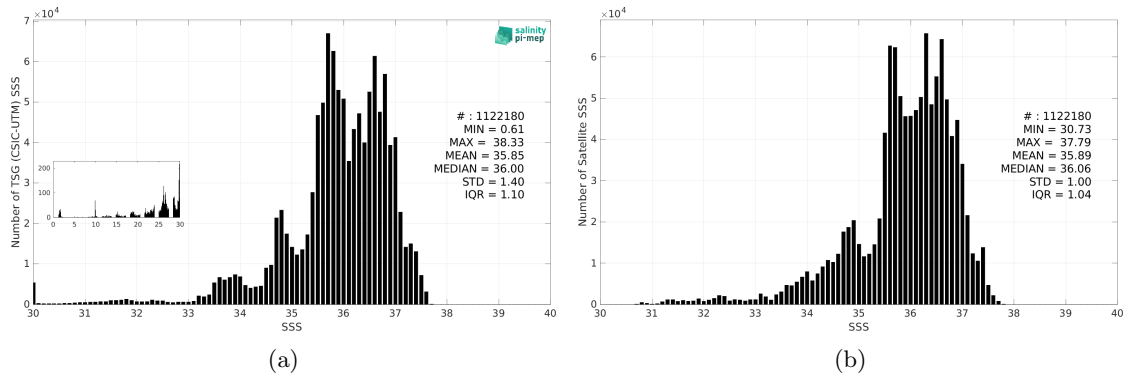 ×10⁴
7
6
5
4
3
2
1
0
Number of TSG (CSIC-UTM) SSS
salinity
pi-mep
# : 1122180
MIN = 0.61
MAX = 38.33
MEAN = 35.85
MEDIAN = 36.00
STD = 1.40
IQR = 1.10
200
100
0
0 5 10 15 20 25 30
30 31 32 33 34 35 36 37 38 39 40
SSS
(a)
×10⁴
6
5
4
3
2
1
0
Number of Satellite SSS
# : 1122180
MIN = 30.73
MAX = 37.79
MEAN = 35.89
MEDIAN = 36.06
STD = 1.00
IQR = 1.04
30 31 32 33 34 35 36 37 38 39 40
SSS
(b)